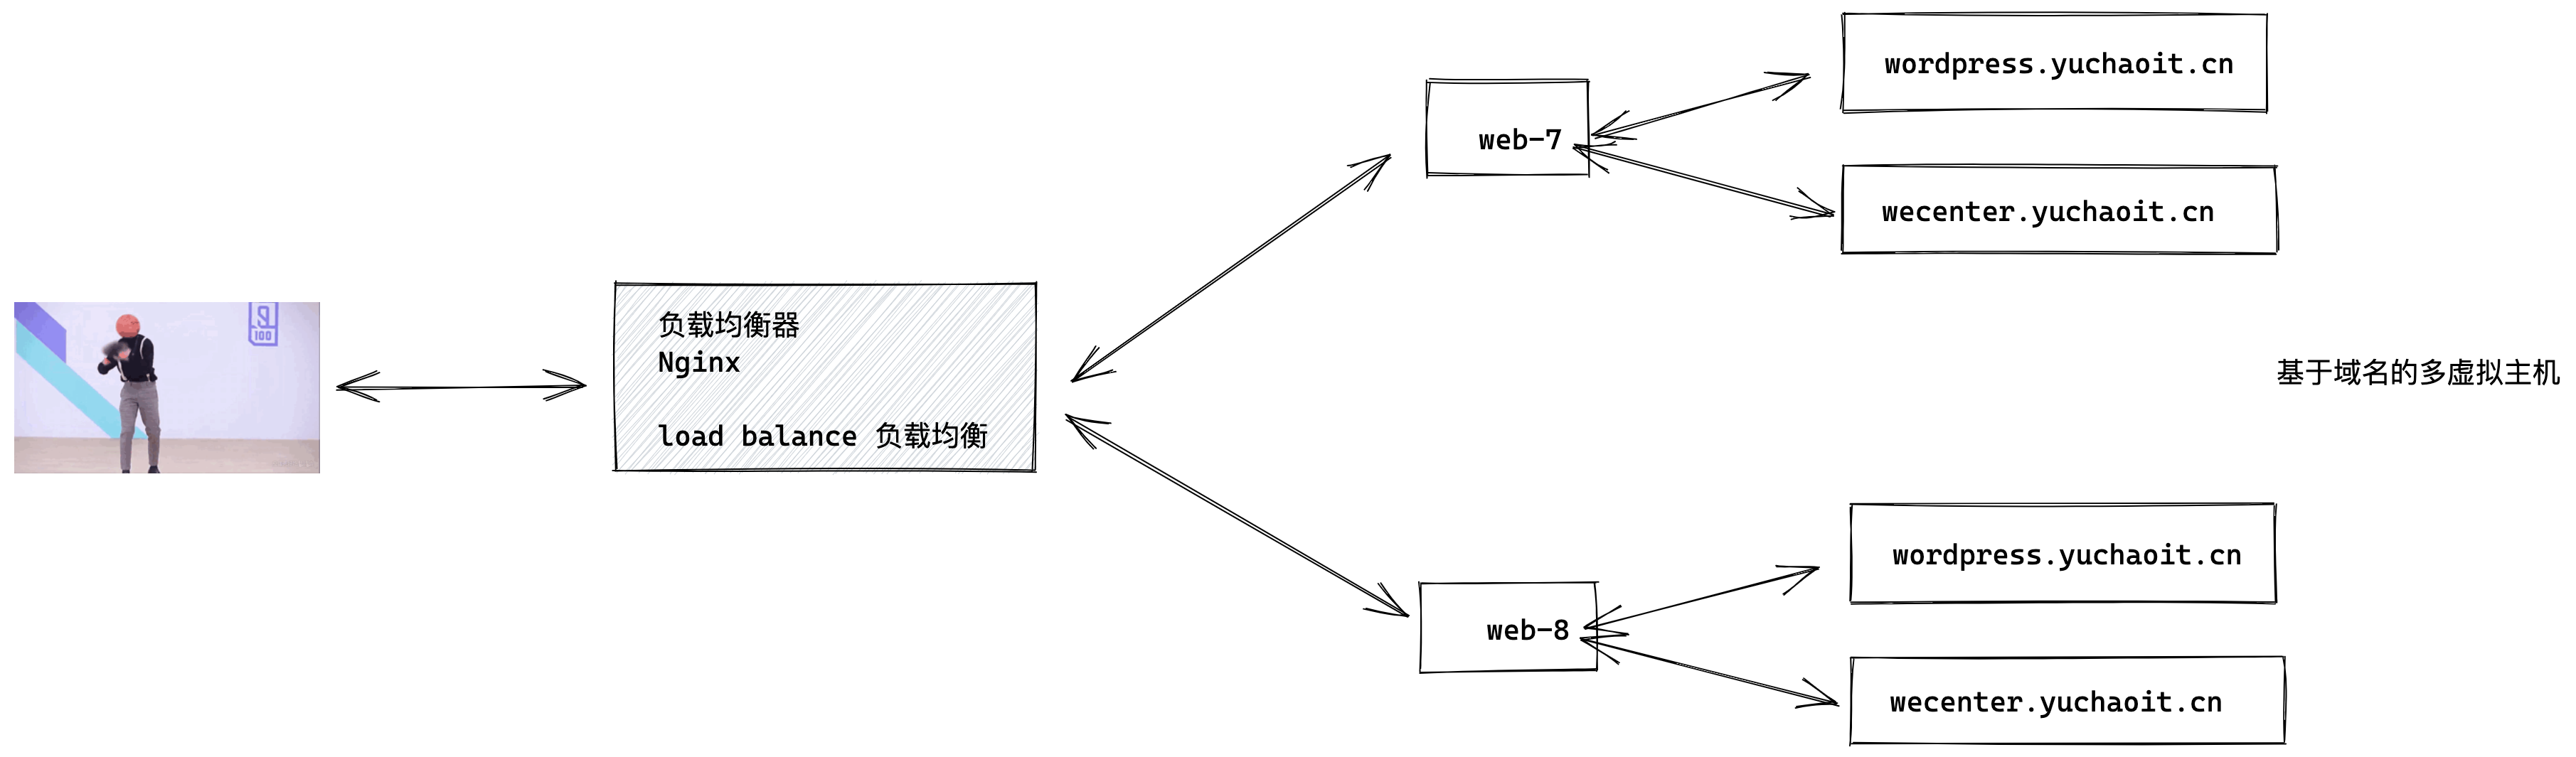 100
负载均衡器
Nginx
load balance 负载均衡
web-7
wordpress.yuchaoit.cn
wecenter.yuchaoit.cn
基于域名的多虚拟主机
web-8
wordpress.yuchaoit.cn
wecenter.yuchaoit.cn